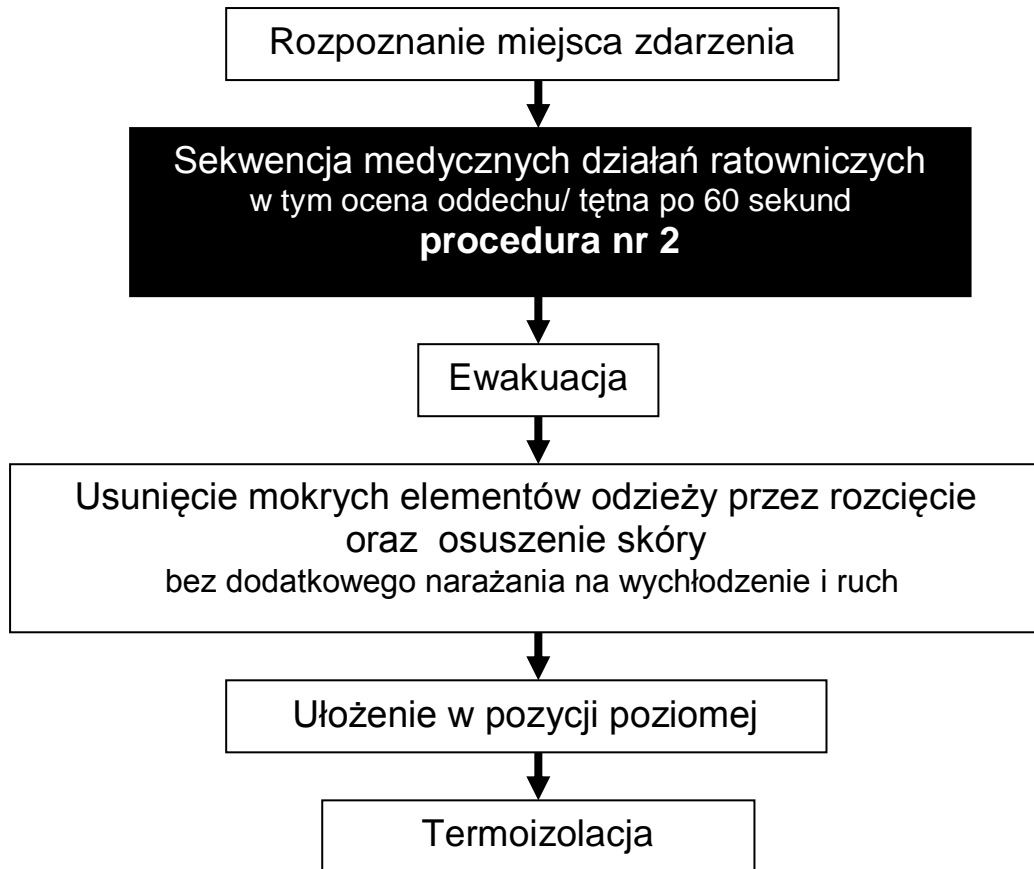 Rozpoznanie miejsca zdarzenia
Sekwencja medycznych działań ratowniczych
w tym ocena oddechu/ tętna po 60 sekund
procedura nr 2
Ewakuacja
Usunięcie mokrych elementów odzieży przez rozcięcie
oraz osuszenie skóry
bez dodatkowego narażania na wychłodzenie i ruch
Ułożenie w pozycji poziomej
Termoizolacja